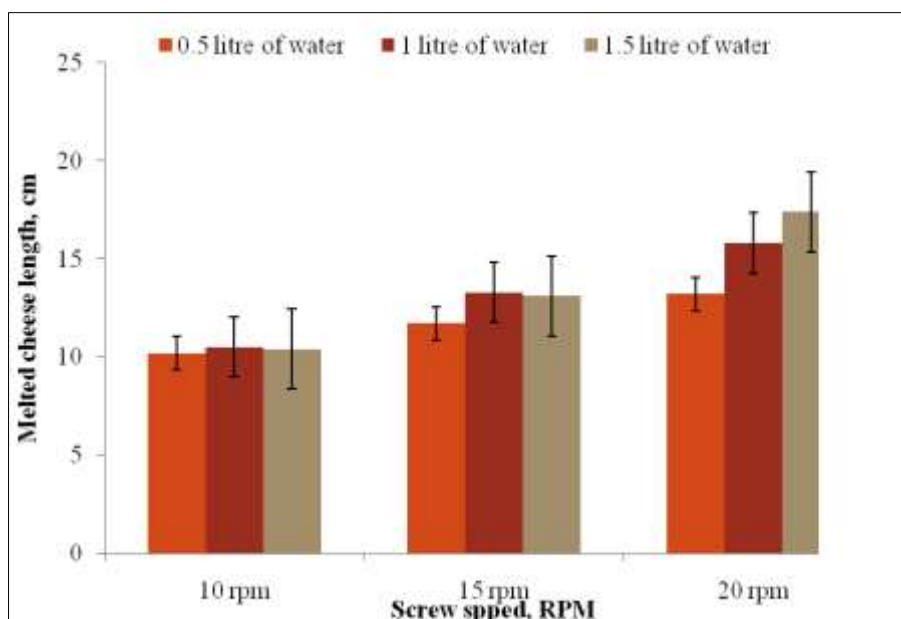 0.5 litre of water 1 litre of water 1.5 litre of water
25
20
15
10
5
0
Melted cheese length, cm
10 rpm 15 rpm 20 rpm
Screw spped, RPM